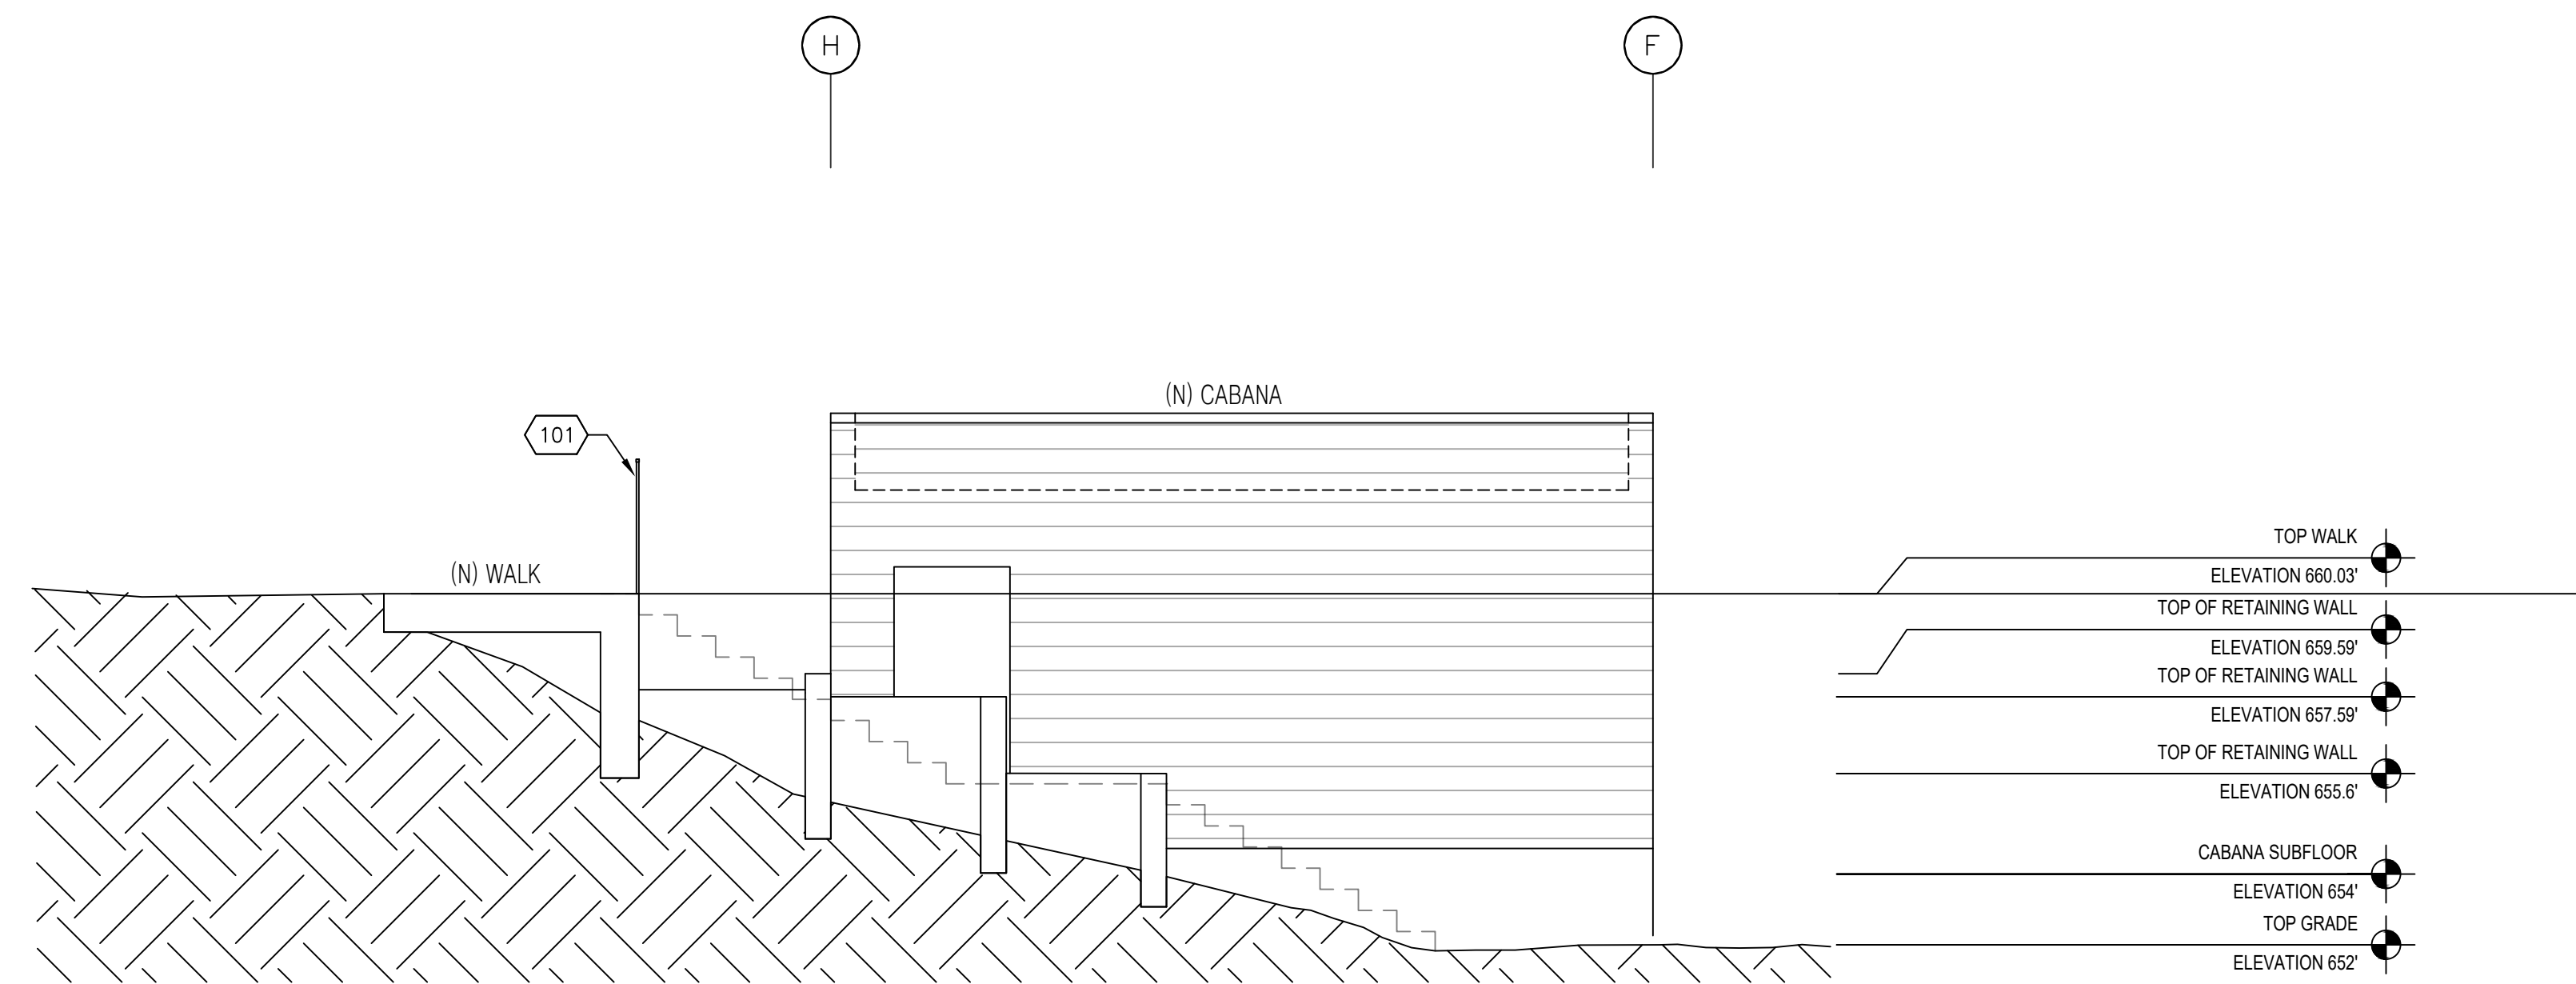 H
F
(N) CABANA
101
(N) WALK
TOP WALK
ELEVATION 660.03'
TOP OF RETAINING WALL
ELEVATION 659.59'
TOP OF RETAINING WALL
ELEVATION 657.59'
TOP OF RETAINING WALL
ELEVATION 655.6'
CABANA SUBFLOOR
ELEVATION 654'
TOP GRADE
ELEVATION 652'